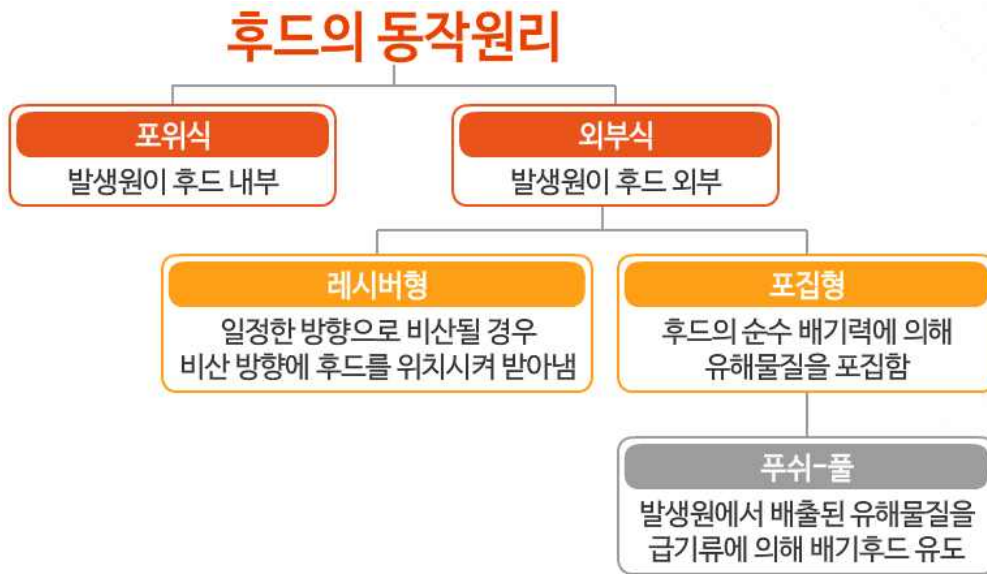 후드의 동작원리
포위식
발생원이 후드 내부
외부식
발생원이 후드 외부
레시버형
일정한 방향으로 비산될 경우
비산 방향에 후드를 위치시켜 받아냄
포집형
후드의 순수 배기력에 의해
유해물질을 포집함
푸쉬-풀
발생원에서 배출된 유해물질을
급기류에 의해 배기후드 유도